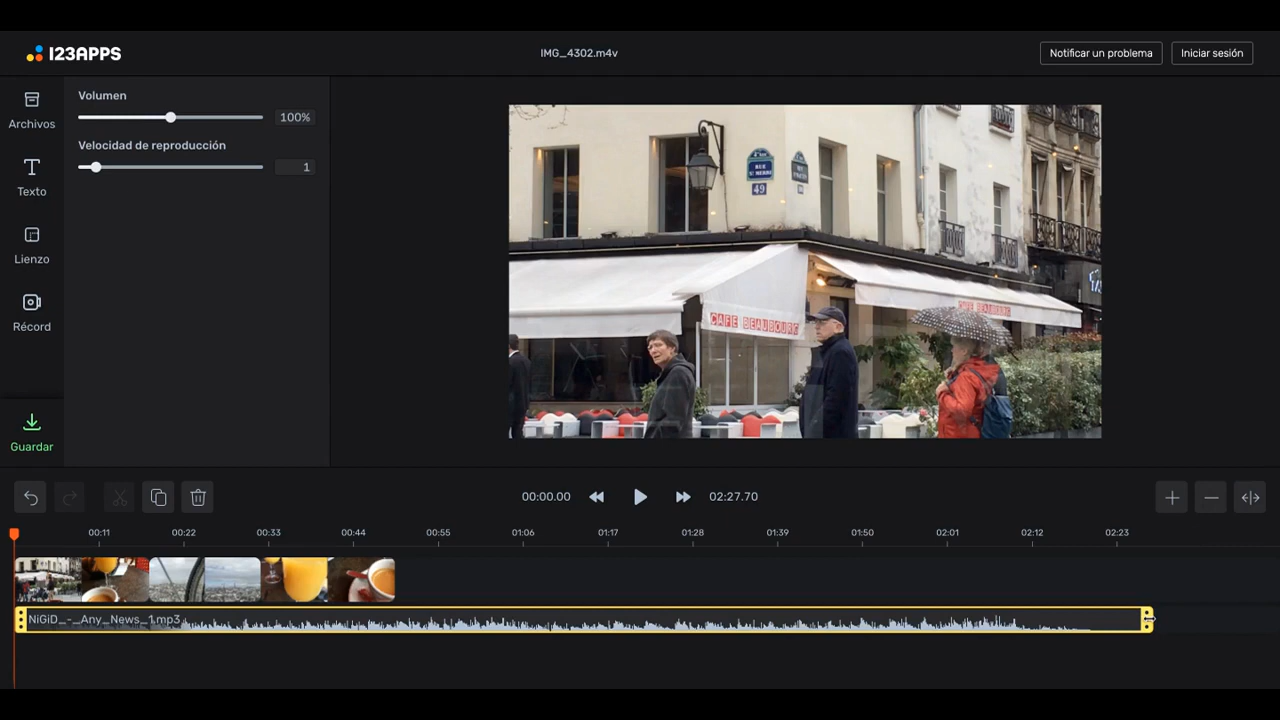 123APPS
IMG_4302.m4v
Notificar un problema
Iniciar sesión
Archivos
Texto
Lienzo
Récord
Guardar
Volumen
100%
Velocidad de reproducción
1
RUE
ST MERRI
49
CAFE BEAUBOURG
CAFE BEAUBOURG
00:00.00
02:27.70
00:11
00:22
00:33
00:44
00:55
01:06
01:17
01:28
01:39
01:50
02:01
02:12
02:23
NiGiD_-_Any_News_1.mp3